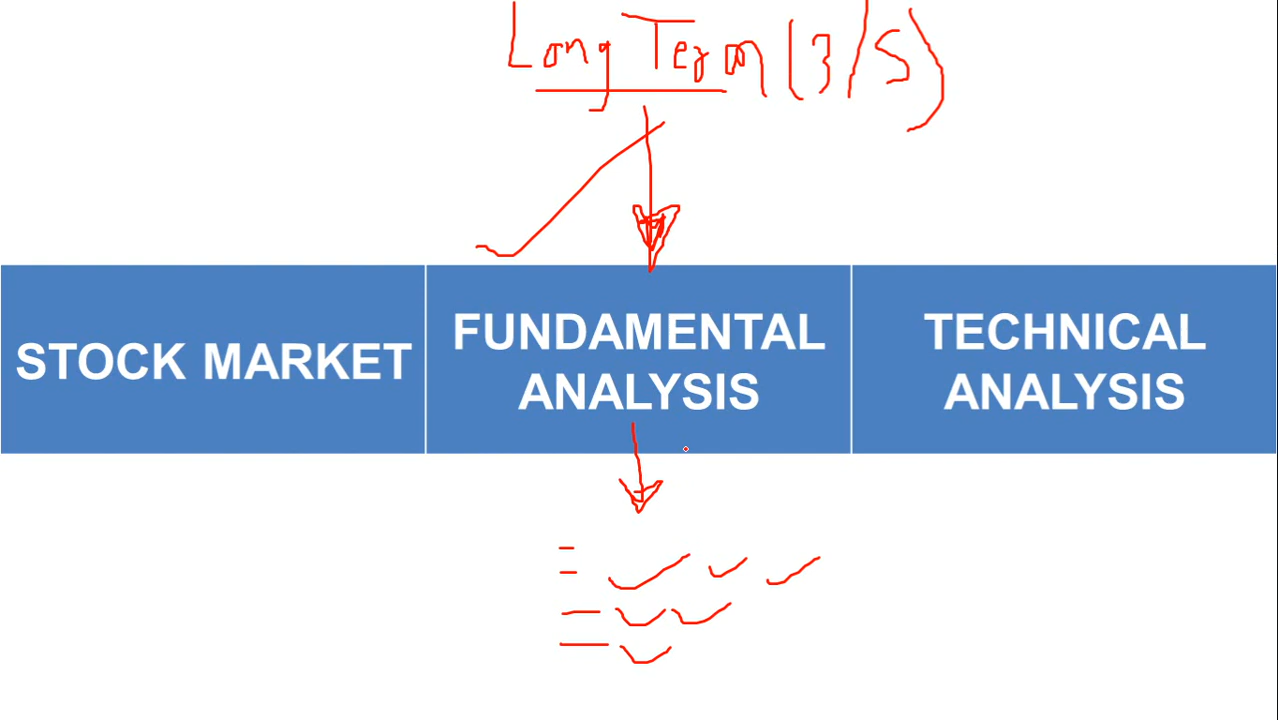 Long Term (3/5)
STOCK MARKET
FUNDAMENTAL
ANALYSIS
TECHNICAL
ANALYSIS